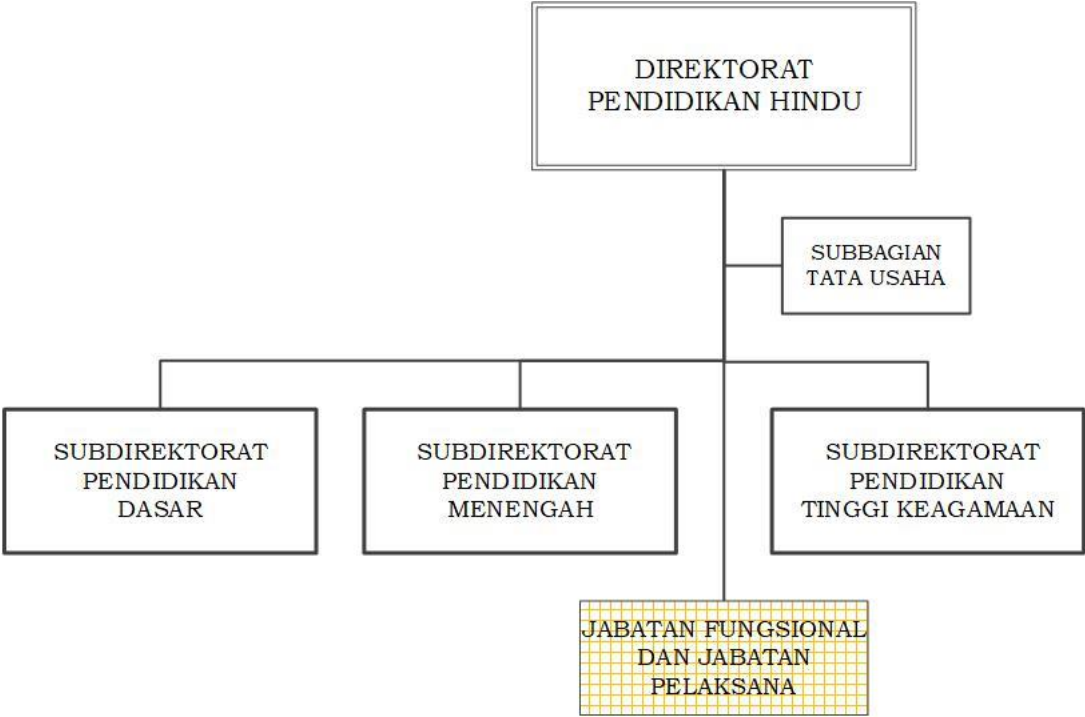 DIREKTORAT
PENDIDIKAN HINDU
SUBBAGIAN
TATA USAHA
SUBDIREKTORAT
PENDIDIKAN
DASAR
SUBDIREKTORAT
PENDIDIKAN
MENENGAH
SUBDIREKTORAT
PENDIDIKAN
TINGGI KEAGAMAAN
JABATAN FUNGSIONAL
DAN JABATAN
PELAKSANA